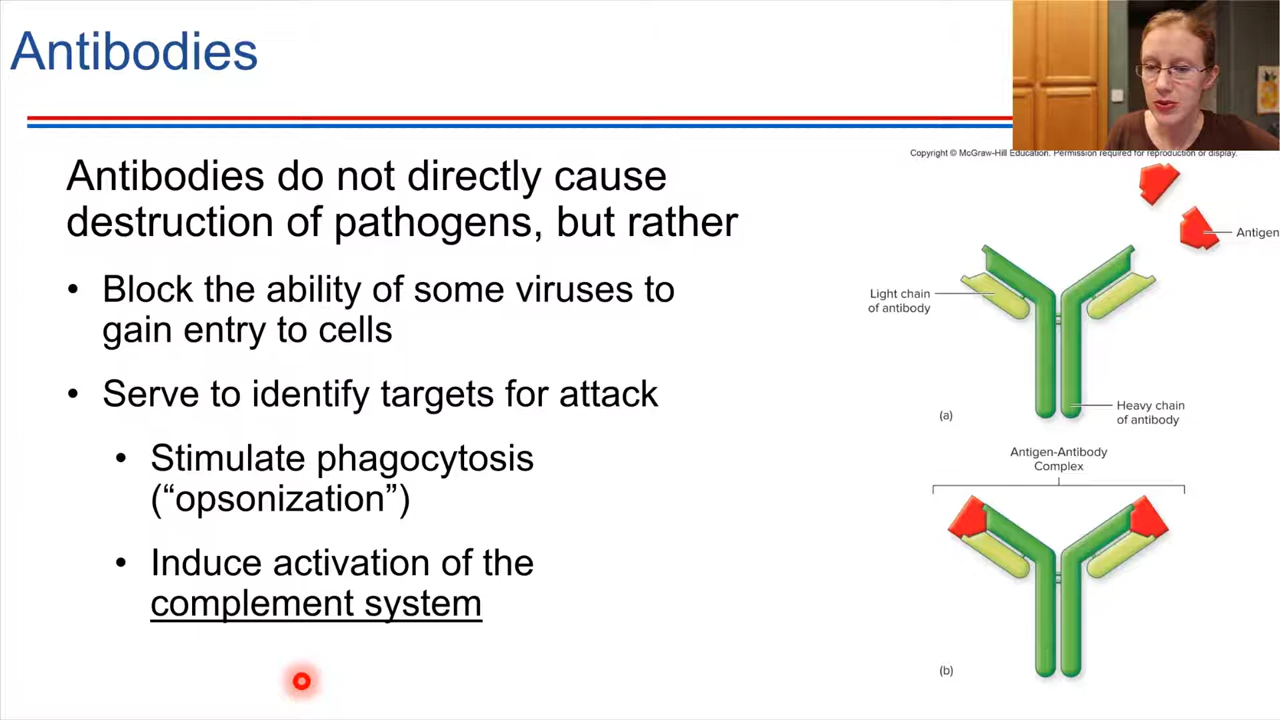 Antibodies
Copyright © McGraw-Hill Education. Permission required for reproduction or display.
Antibodies do not directly cause
destruction of pathogens, but rather
• Block the ability of some viruses to
gain entry to cells
• Serve to identify targets for attack
• Stimulate phagocytosis
(“opsonization”)
• Induce activation of the
complement system
Antigen
Light chain
of antibody
Heavy chain
of antibody
(a)
Antigen-Antibody
Complex
(b)